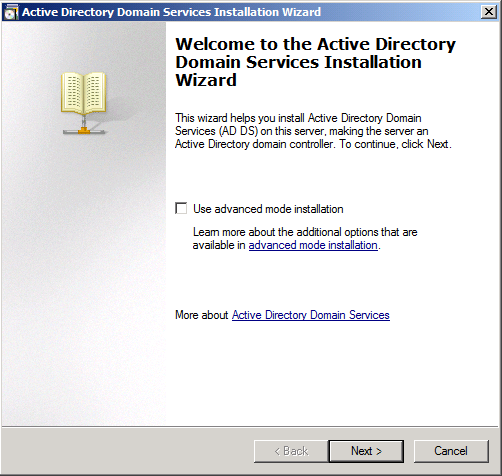 Active Directory Domain Services Installation Wizard
Welcome to the Active Directory
Domain Services Installation
Wizard
This wizard helps you install Active Directory Domain
Services (AD DS) on this server, making the server an
Active Directory domain controller. To continue, click Next.
Use advanced mode installation
Learn more about the additional options that are
available in advanced mode installation.
More about Active Directory Domain Services
< Back
Next >
Cancel